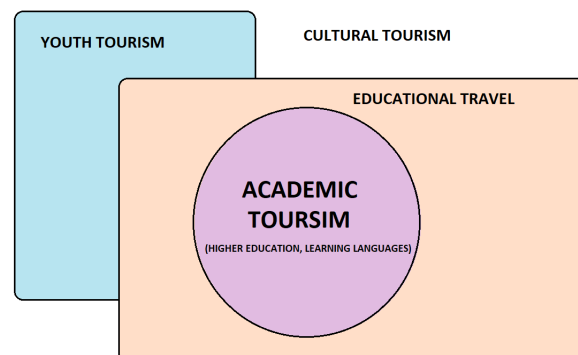 CULTURAL TOURISM
YOUTH TOURISM
EDUCATIONAL TRAVEL
ACADEMIC
TOURSIM
(HIGHER EDUCATION, LEARNING LANGUAGES)